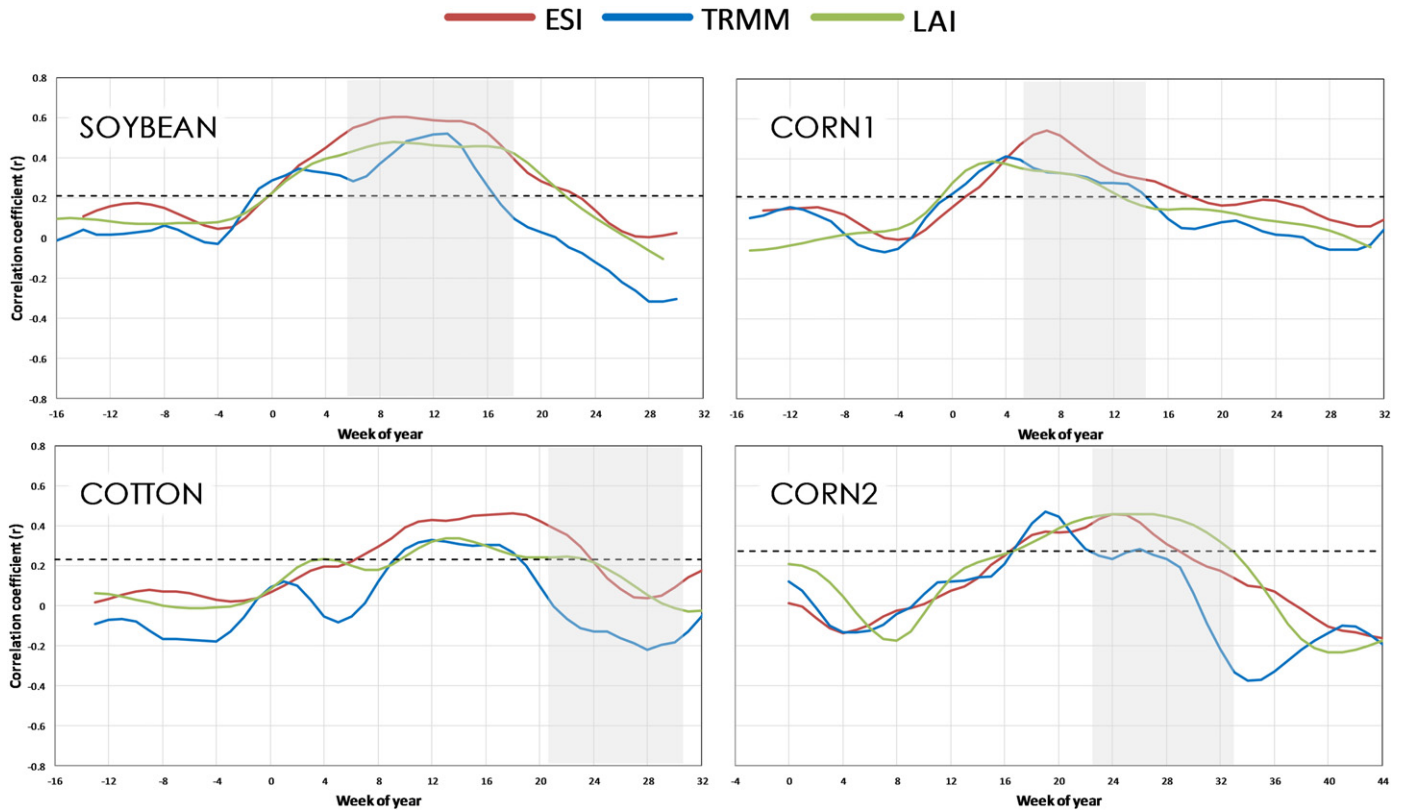 ESI TRMM LAI
SOYBEAN
Correlation coefficient (r)
0.8
0.6
0.4
0.2
0
-0.2
-0.4
-0.6
-0.8
-16 -12 -8 -4 0 4 8 12 16 20 24 28 32
Week of year
CORN1
-12 -8 -4 0 4 8 12 16 20 24 28 32
Week of year
COTTON
Correlation coefficient (r)
0.8
0.6
0.4
0.2
0
-0.2
-0.4
-0.6
-0.8
-16 -12 -8 -4 0 4 8 12 16 20 24 28 32
Week of year
CORN2
-4 0 4 8 12 16 20 24 28 32 36 40 44
Week of year